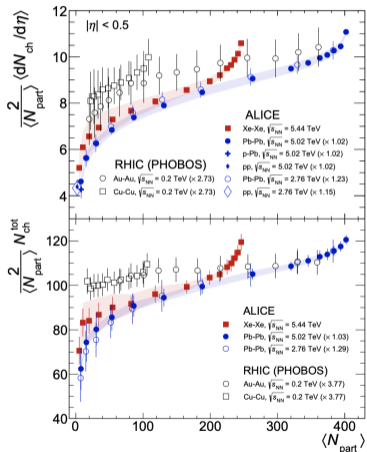 |η| < 0.5
2/⟨N_part⟩ ⟨dN_ch/dη⟩
12
10
8
6
4
ALICE
Xe-Xe, √s_NN = 5.44 TeV
Pb-Pb, √s_NN = 5.02 TeV (× 1.02)
p-Pb, √s_NN = 5.02 TeV (× 1.02)
pp, √s_NN = 5.02 TeV (× 1.02)
Pb-Pb, √s_NN = 2.76 TeV (× 1.23)
pp, √s_NN = 2.76 TeV (× 1.15)
RHIC (PHOBOS)
Au-Au, √s_NN = 0.2 TeV (× 2.73)
Cu-Cu, √s_NN = 0.2 TeV (× 2.73)
2/⟨N_part⟩ N_ch^tot
120
100
80
60
40
ALICE
Xe-Xe, √s_NN = 5.44 TeV
Pb-Pb, √s_NN = 5.02 TeV (× 1.03)
Pb-Pb, √s_NN = 2.76 TeV (× 1.29)
RHIC (PHOBOS)
Au-Au, √s_NN = 0.2 TeV (× 3.77)
Cu-Cu, √s_NN = 0.2 TeV (× 3.77)
0 100 200 300 400
⟨N_part⟩